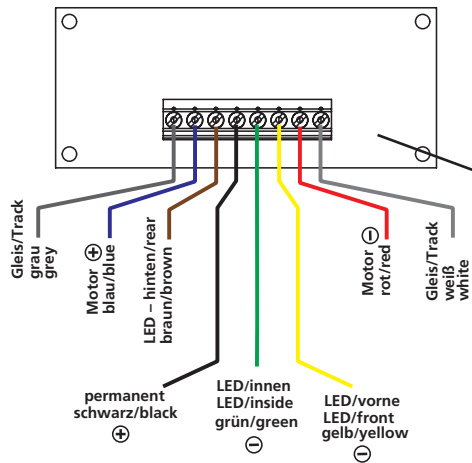 Gleis/Track
grau
grey
Motor ⊕
blau/blue
LED – hinten/rear
braun/brown
permanent
schwarz/black
⊕
LED/innen
LED/inside
grün/green
⊖
LED/vorne
LED/front
gelb/yellow
⊖
Motor ⊖
rot/red
Gleis/Track
weiß
white